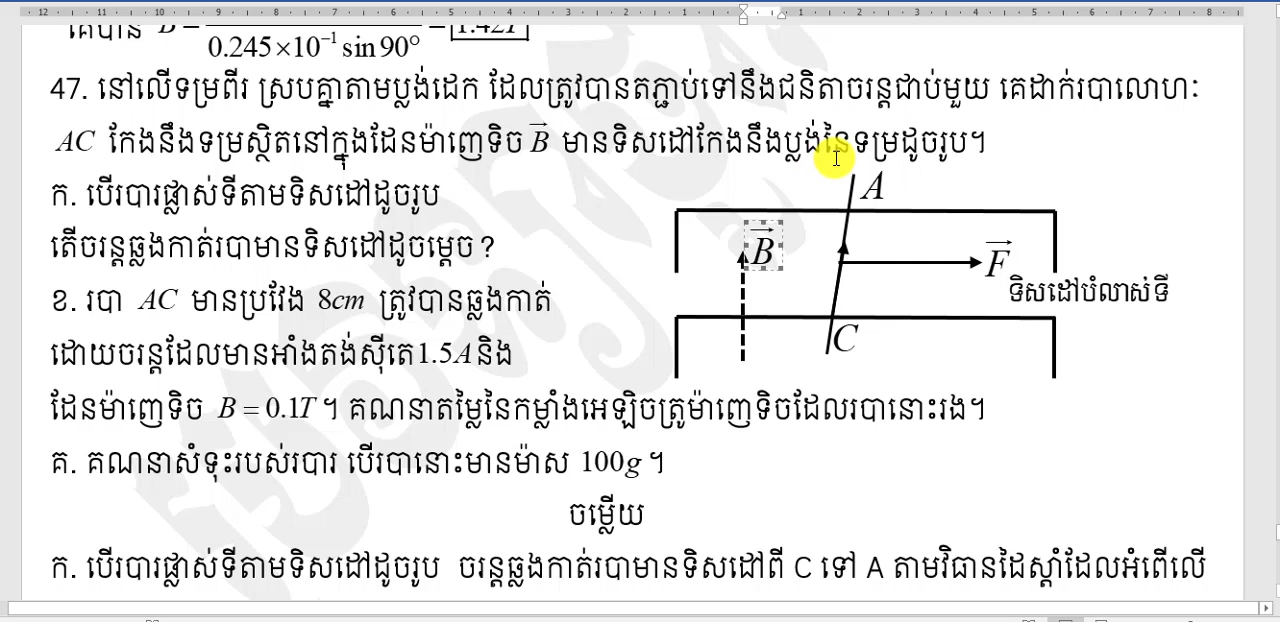 គេបាន B = 0.245×10⁻¹ sin 90° = 1.42T
47. នៅលើទម្រពីរ ស្របគ្នាតាមប្លង់ដេក ដែលត្រូវបានតភ្ជាប់ទៅនឹងជនិតាចរន្តជាប់មួយ គេដាក់របាលោហៈ
AC កែងនឹងទម្រស្ថិតនៅក្នុងដែនម៉ាញេទិច B⃗ មានទិសដៅកែងនឹងប្លង់នៃទម្រដូចរូប។
ក. បើរបារផ្លាស់ទីតាមទិសដៅដូចរូប
តើចរន្តឆ្លងកាត់របាមានទិសដៅដូចម្តេច?
ខ. របា AC មានប្រវែង 8cm ត្រូវបានឆ្លងកាត់
ដោយចរន្តដែលមានអាំងតង់ស៊ីតេ1.5A និង
ដែនម៉ាញេទិច B = 0.1T ។ គណនាតម្លៃនៃកម្លាំងអេឡិចត្រូម៉ាញេទិចដែលរបានោះរង។
គ. គណនាសំទុះរបស់របារ បើរបានោះមានម៉ាស 100g ។
A
B⃗
F⃗
ទិសដៅបំលាស់ទី
C
ចម្លើយ
ក. បើរបារផ្លាស់ទីតាមទិសដៅដូចរូប ចរន្តឆ្លងកាត់របាមានទិសដៅពី C ទៅ A តាមវិធានដៃស្តាំដែលអំពើលើ